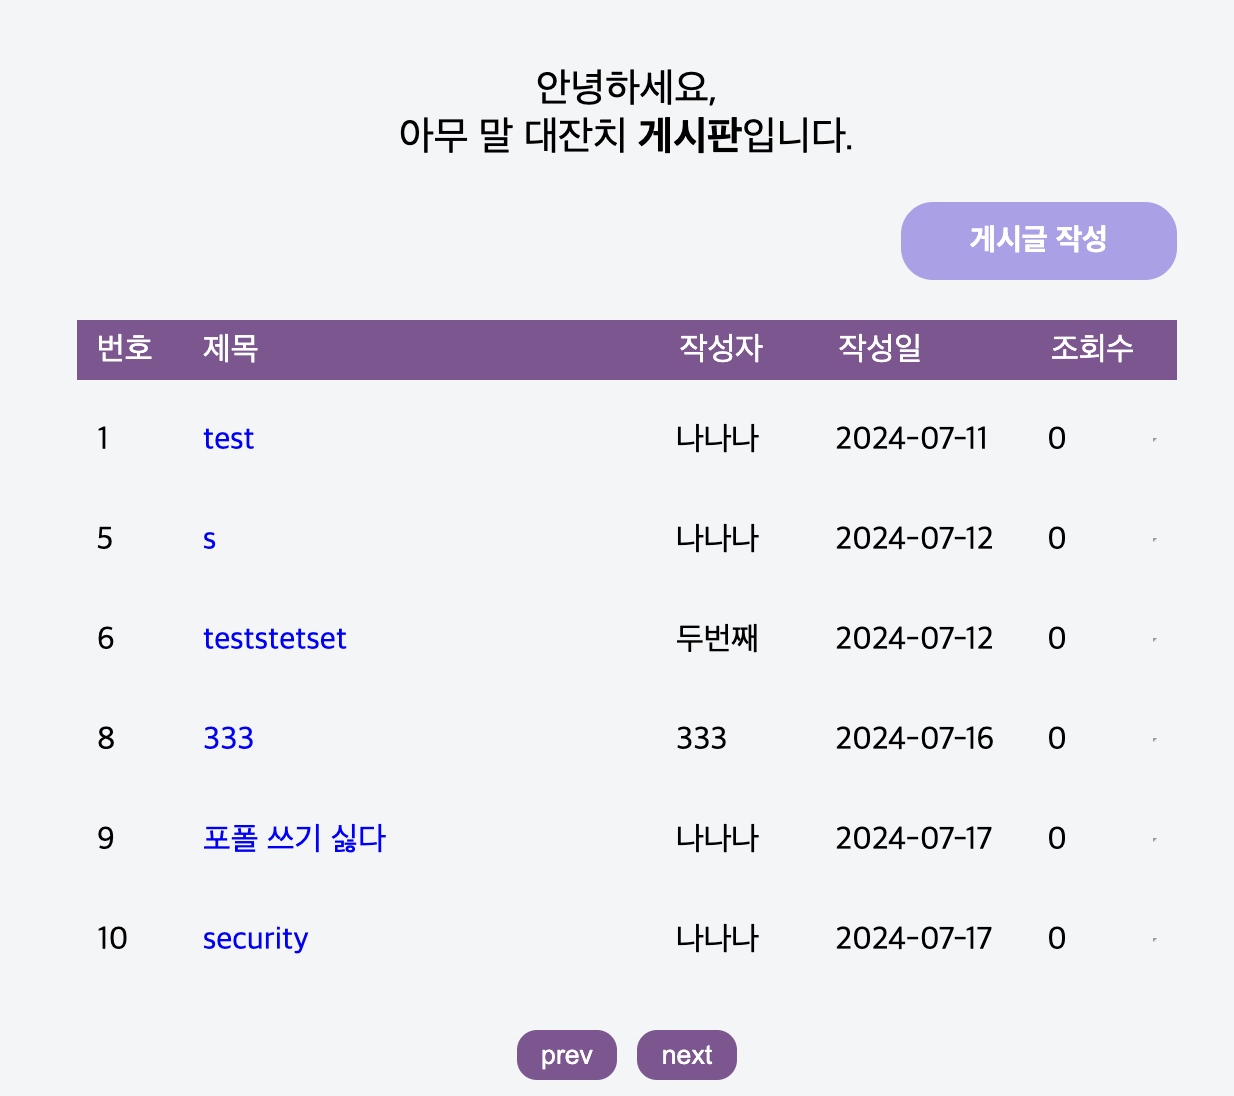 안녕하세요,
아무 말 대잔치 게시판입니다.
게시글 작성
번호 제목 작성자 작성일 조회수
1 test 나나나 2024-07-11 0
5 s 나나나 2024-07-12 0
6 teststetset 두번째 2024-07-12 0
8 333 333 2024-07-16 0
9 포폴 쓰기 싫다 나나나 2024-07-17 0
10 security 나나나 2024-07-17 0
prev next